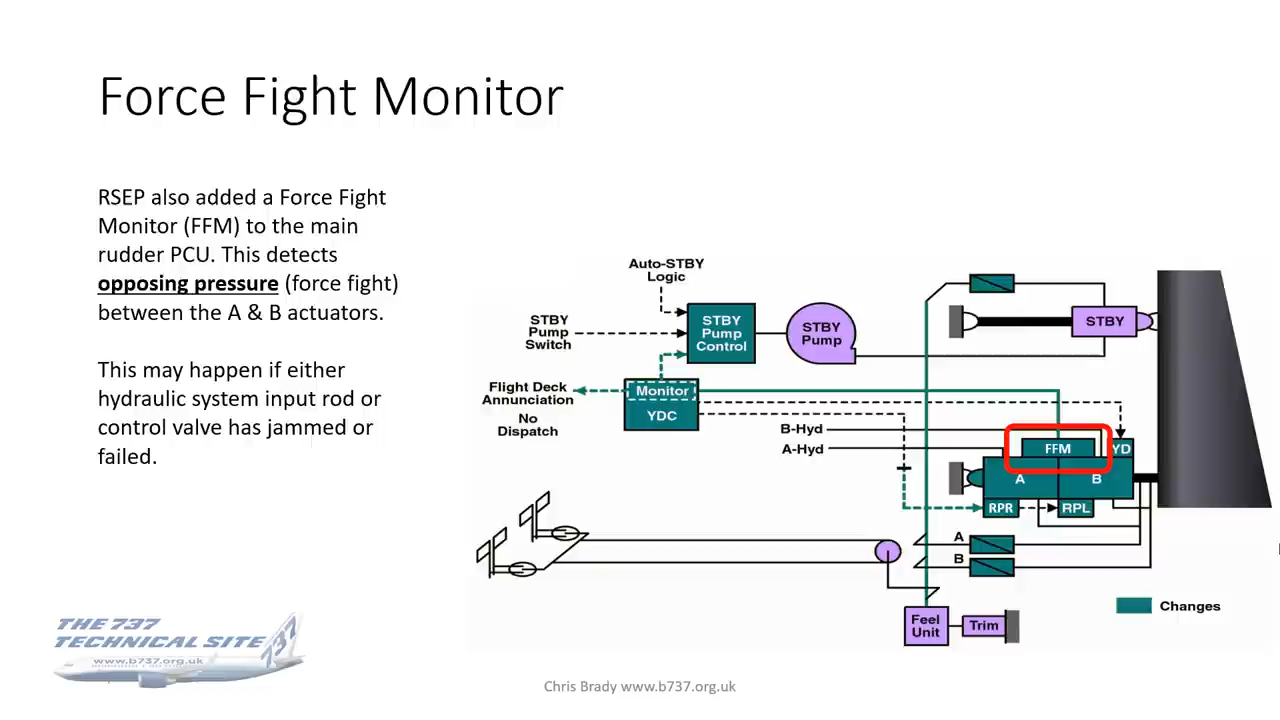 Force Fight Monitor
RSEP also added a Force Fight
Monitor (FFM) to the main
rudder PCU. This detects
opposing pressure (force fight)
between the A & B actuators.
This may happen if either
hydraulic system input rod or
control valve has jammed or
failed.
Auto-STBY
Logic
STBY
Pump
Switch
STBY
Pump
Control
STBY
Pump
STBY
Flight Deck
Annunciation
No
Dispatch
Monitor
YDC
B-Hyd
A-Hyd
FFM
YD
A
B
RPR
RPL
A
B
Feel
Unit
Trim
Changes
THE 737
TECHNICAL SITE
www.b737.org.uk
737
Chris Brady www.b737.org.uk